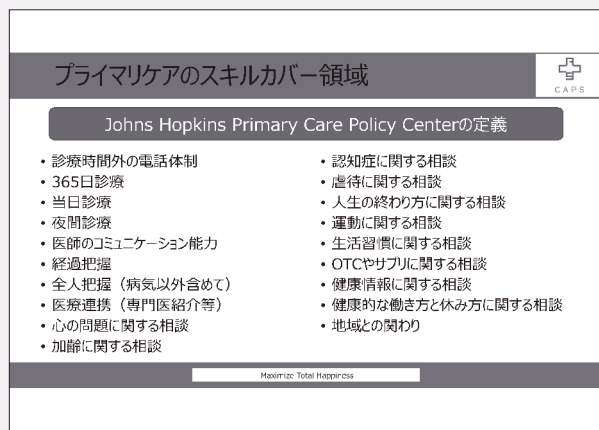 プライマリケアのスキルカバー領域
CAPS
Johns Hopkins Primary Care Policy Centerの定義
• 診療時間外の電話体制
• 365日診療
• 当日診療
• 夜間診療
• 医師のコミュニケーション能力
• 経過把握
• 全人把握（病気以外含めて）
• 医療連携（専門医紹介等）
• 心の問題に関する相談
• 加齢に関する相談
• 認知症に関する相談
• 虐待に関する相談
• 人生の終わり方に関する相談
• 運動に関する相談
• 生活習慣に関する相談
• OTCやサプリに関する相談
• 健康情報に関する相談
• 健康的な働き方と休み方に関する相談
• 地域との関わり
Maximize Total Happiness